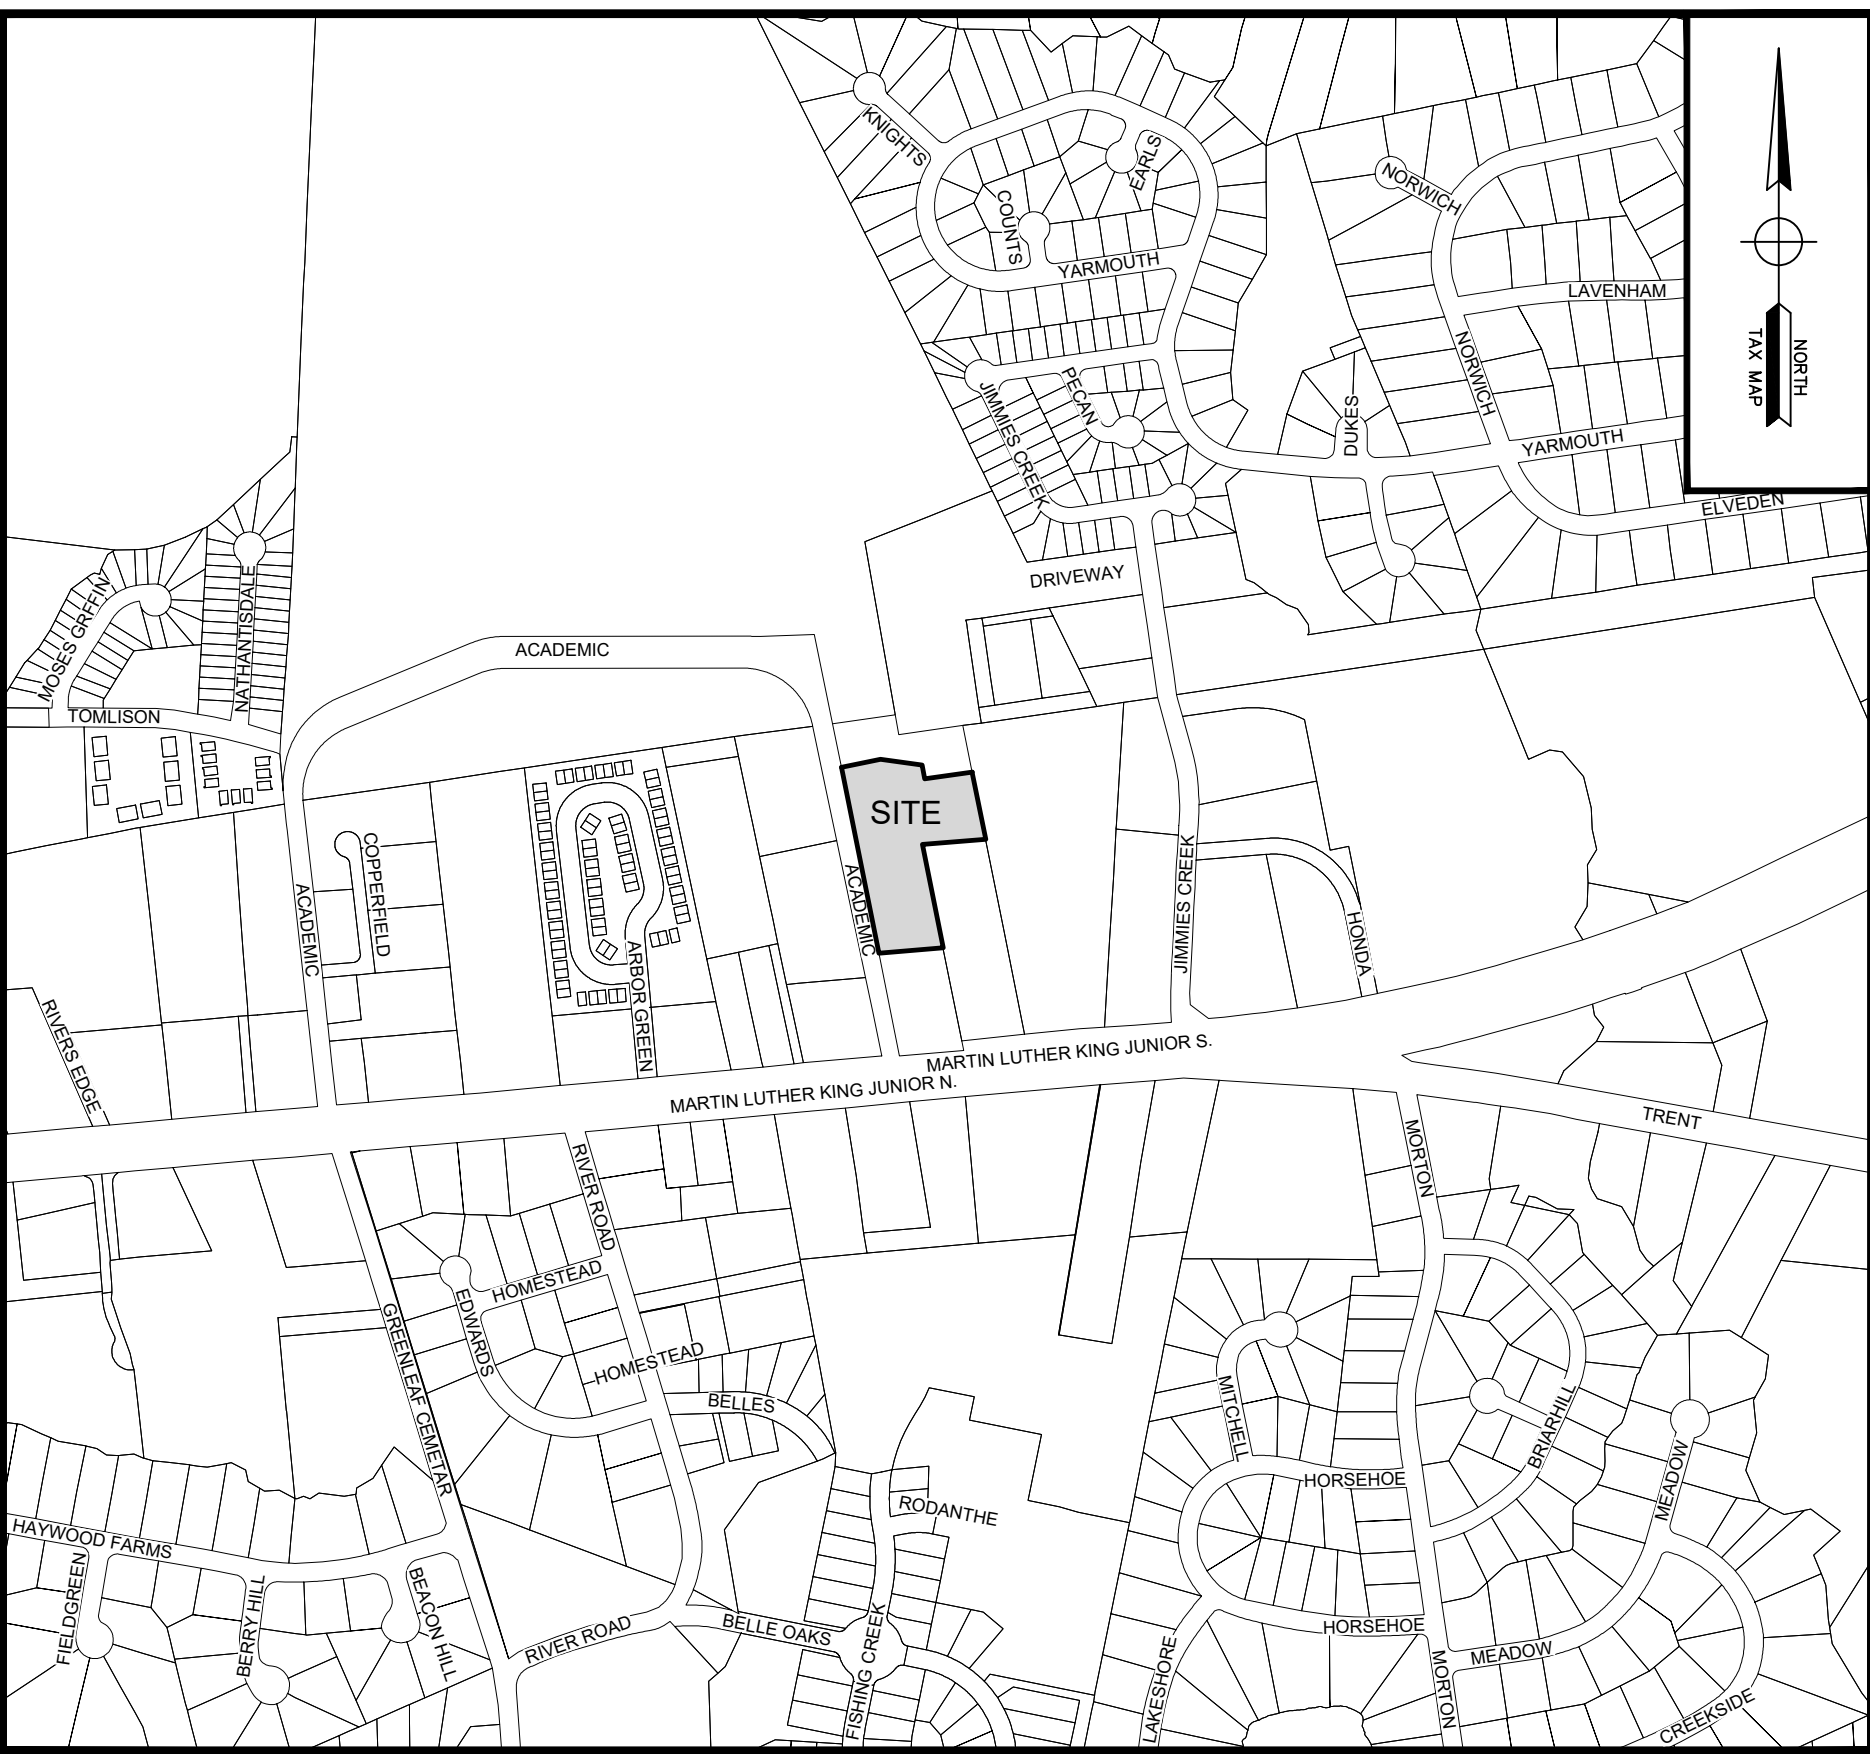 KNIGHTS
EARLS
COUNTS
YARMOUTH
NORWICH
LAVENHAM
NORTH
TAX MAP
NORWICH
PECAN
JIMMIES CREEK
DUKES
YARMOUTH
ELVEDEN
DRIVEWAY
MOSES GRFFIN
NATHANTISDALE
TOMLISON
ACADEMIC
SITE
COPPERFIELD
ACADEMIC
ACADEMIC
ARBOR GREEN
JIMMIES CREEK
HONDA
RIVERS EDGE
MARTIN LUTHER KING JUNIOR S.
MARTIN LUTHER KING JUNIOR N.
TRENT
MORTON
RIVER ROAD
HOMESTEAD
EDWARDS
GREENLEAF CEMETAR
HOMESTEAD
BELLES
MITCHELL
BRIARHILL
MEADOW
HORSEHOE
RODANTHE
HAYWOOD FARMS
FIELDGREEN
BERRY HILL
BEACON HILL
RIVER ROAD
BELLE OAKS
FISHING CREEK
HORSEHOE
LAKESHORE
MORTON
MEADOW
CREEKSIDE